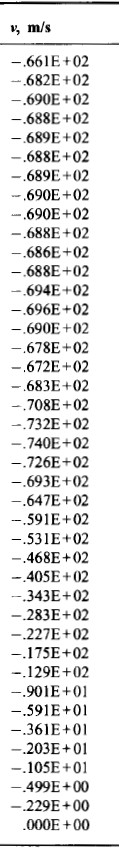 v, m/s
−.661E+02
−.682E+02
−.690E+02
−.688E+02
−.689E+02
−.688E+02
−.689E+02
−.690E+02
−.690E+02
−.688E+02
−.686E+02
−.688E+02
−.694E+02
−.696E+02
−.690E+02
−.678E+02
−.672E+02
−.683E+02
−.708E+02
−.732E+02
−.740E+02
−.726E+02
−.693E+02
−.647E+02
−.591E+02
−.531E+02
−.468E+02
−.405E+02
−.343E+02
−.283E+02
−.227E+02
−.175E+02
−.129E+02
−.901E+01
−.591E+01
−.361E+01
−.203E+01
−.105E+01
−.499E+00
−.229E+00
.000E+00